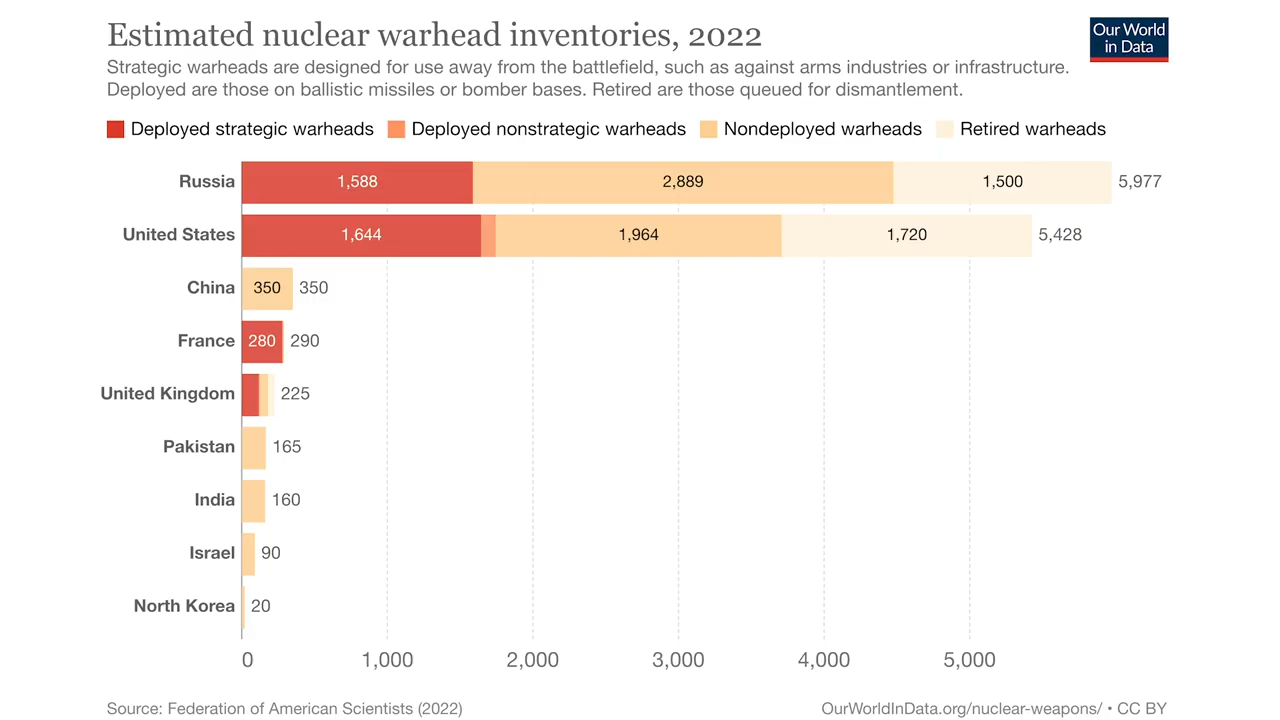 Estimated nuclear warhead inventories, 2022
Our World
in Data
Strategic warheads are designed for use away from the battlefield, such as against arms industries or infrastructure.
Deployed are those on ballistic missiles or bomber bases. Retired are those queued for dismantlement.
Deployed strategic warheads Deployed nonstrategic warheads Nondeployed warheads Retired warheads
Russia 1,588 2,889 1,500 5,977
United States 1,644 1,964 1,720 5,428
China 350 350
France 280 290
United Kingdom 225
Pakistan 165
India 160
Israel 90
North Korea 20
0 1,000 2,000 3,000 4,000 5,000
Source: Federation of American Scientists (2022) OurWorldInData.org/nuclear-weapons/ • CC BY